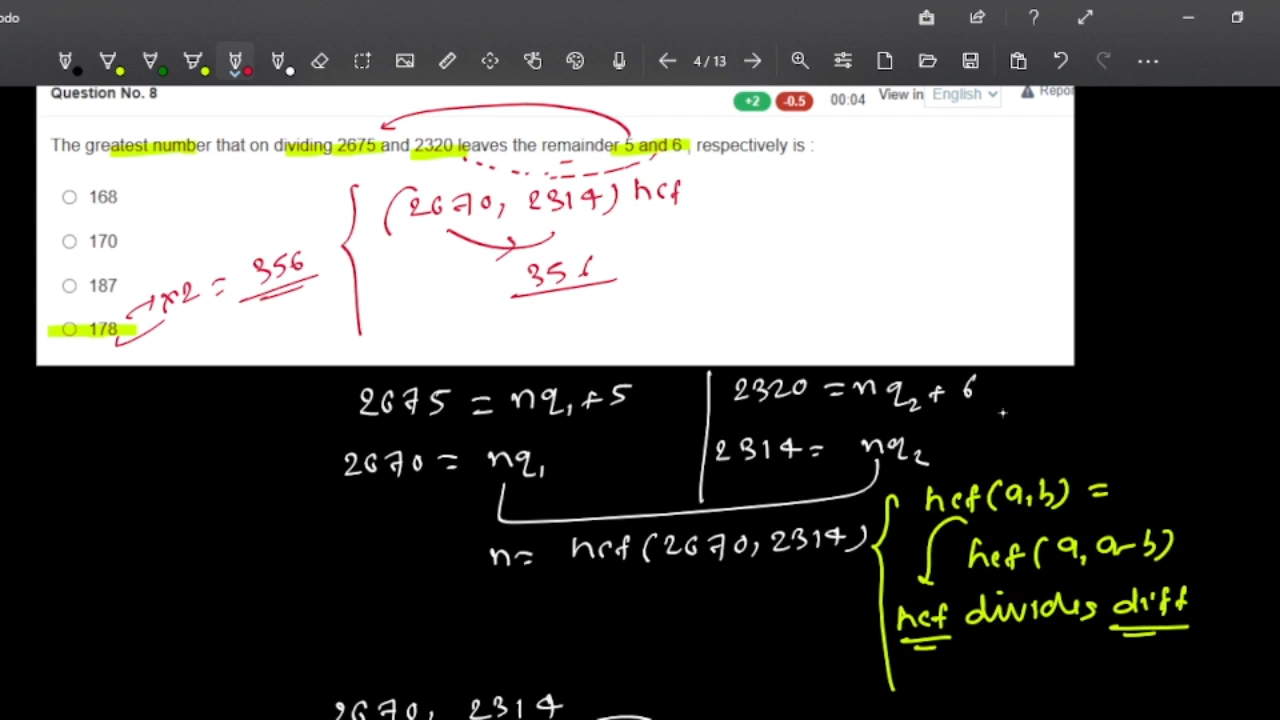 odo
4 / 13
Question No. 8
+2 -0.5 00:04 View in English Repor
The greatest number that on dividing 2675 and 2320 leaves the remainder 5 and 6 , respectively is :
168
(2670, 2314) hcf
170
356
187
×2 = 356
178
2675 = nq1 + 5
2320 = nq2 + 6
2670 = nq1
2314 = nq2
n = hcf (2670, 2314)
hcf(a,b) =
hcf(a, a-b)
hcf divides diff
2670, 2314